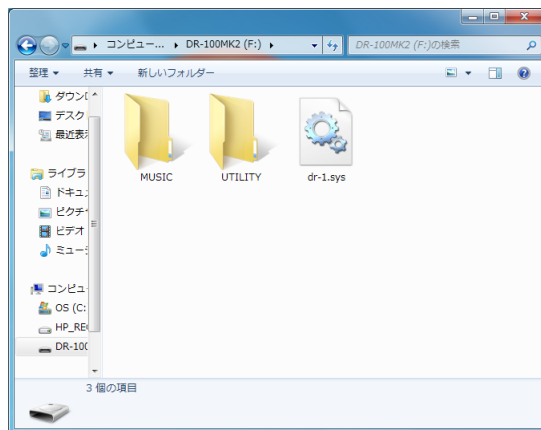 コンピュー... ▸ DR-100MK2 (F:) ▸
DR-100MK2 (F:)の検索
整理 共有 新しいフォルダー
ダウンロ
デスク
最近表
ライブラ
ドキュ
ピクチ
ビデオ
ミュー
コンピュ
OS (C:
HP_RE
DR-100
MUSIC UTILITY dr-1.sys
3 個の項目